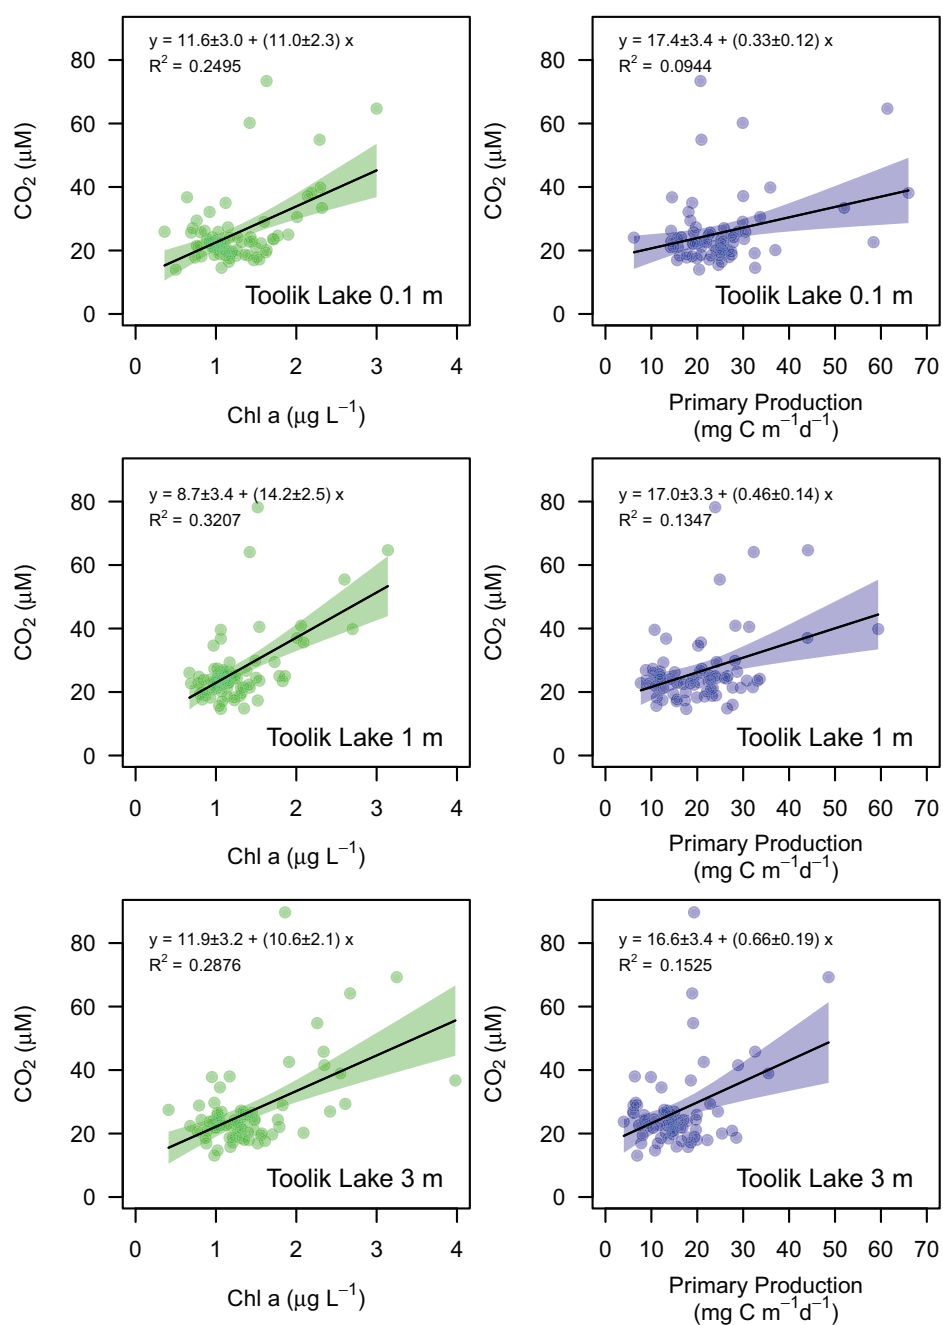 y = 11.6±3.0 + (11.0±2.3) x
R² = 0.2495
80
60
40
20
0
CO₂ (μM)
Toolik Lake 0.1 m
0 1 2 3 4
Chl a (μg L⁻¹)
y = 17.4±3.4 + (0.33±0.12) x
R² = 0.0944
80
60
40
20
0
CO₂ (μM)
Toolik Lake 0.1 m
0 10 20 30 40 50 60 70
Primary Production
(mg C m⁻¹d⁻¹)
y = 8.7±3.4 + (14.2±2.5) x
R² = 0.3207
80
60
40
20
0
CO₂ (μM)
Toolik Lake 1 m
0 1 2 3 4
Chl a (μg L⁻¹)
y = 17.0±3.3 + (0.46±0.14) x
R² = 0.1347
80
60
40
20
0
CO₂ (μM)
Toolik Lake 1 m
0 10 20 30 40 50 60 70
Primary Production
(mg C m⁻¹d⁻¹)
y = 11.9±3.2 + (10.6±2.1) x
R² = 0.2876
80
60
40
20
0
CO₂ (μM)
Toolik Lake 3 m
0 1 2 3 4
Chl a (μg L⁻¹)
y = 16.6±3.4 + (0.66±0.19) x
R² = 0.1525
80
60
40
20
0
CO₂ (μM)
Toolik Lake 3 m
0 10 20 30 40 50 60 70
Primary Production
(mg C m⁻¹d⁻¹)